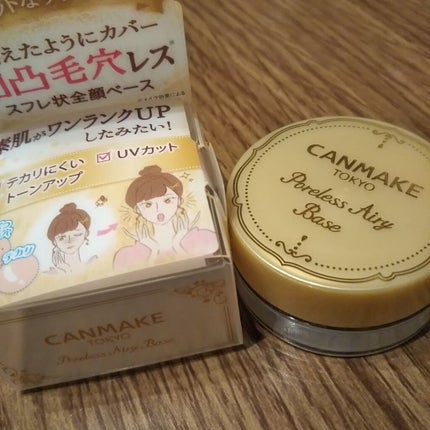 えたようにカバー
凸毛穴レス
スフレ状全顔ベース
素肌がワンランクUP
したみたい!
テカリにくい
トーンアップ
UVカット
テカリ
CANMAKE
TOKYO
Poreless Airy Base
CANMAKE
TOKYO
Poreless Airy
Base